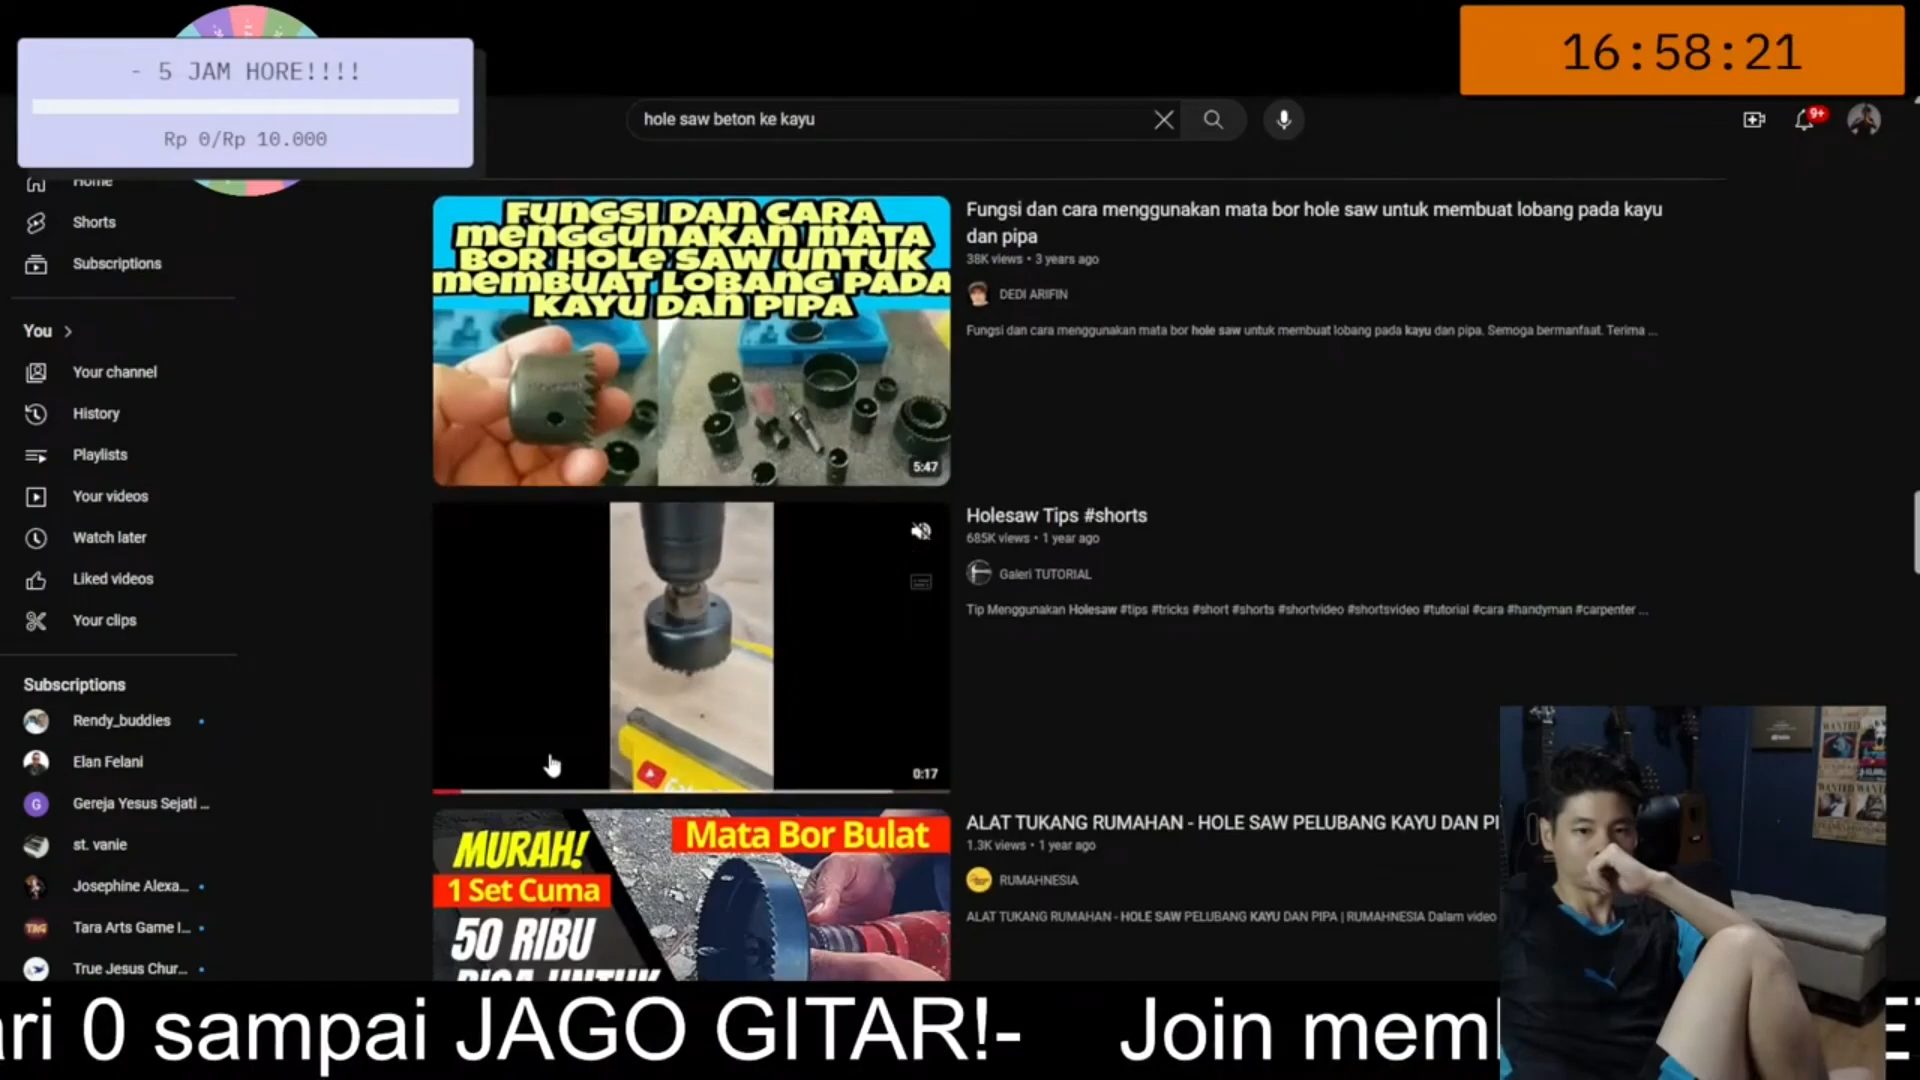 - 5 JAM HORE!!!!
Rp 0/Rp 10.000
16:58:21
hole saw beton ke kayu
9+
Home
Shorts
Subscriptions
You
Your channel
History
Playlists
Your videos
Watch later
Liked videos
Your clips
Subscriptions
Rendy_buddies
Elan Felani
G
Gereja Yesus Sejati ...
st. vanie
Josephine Alexa...
TAG
Tara Arts Game I...
True Jesus Chur...
FUNGSI DAN CARA
MENGGUNAKAN MATA
BOR HOLE SAW UNTUK
MEMBUAT LOBANG PADA
KAYU DAN PIPA
5:47
Fungsi dan cara menggunakan mata bor hole saw untuk membuat lobang pada kayu
dan pipa
38K views • 3 years ago
DEDI ARIFIN
Fungsi dan cara menggunakan mata bor hole saw untuk membuat lobang pada kayu dan pipa. Semoga bermanfaat. Terima ...
0:17
Holesaw Tips #shorts
685K views • 1 year ago
Galeri TUTORIAL
Tip Menggunakan Holesaw #tips #tricks #short #shorts #shortvideo #shortsvideo #tutorial #cara #handyman #carpenter ...
MURAH!
1 Set Cuma
50 RIBU
BISA UNTUK
Mata Bor Bulat
ALAT TUKANG RUMAHAN - HOLE SAW PELUBANG KAYU DAN PI
1.3K views • 1 year ago
RUMAHNESIA
ALAT TUKANG RUMAHAN - HOLE SAW PELUBANG KAYU DAN PIPA | RUMAHNESIA Dalam video
WANTED
ari 0 sampai JAGO GITAR!- Join mem